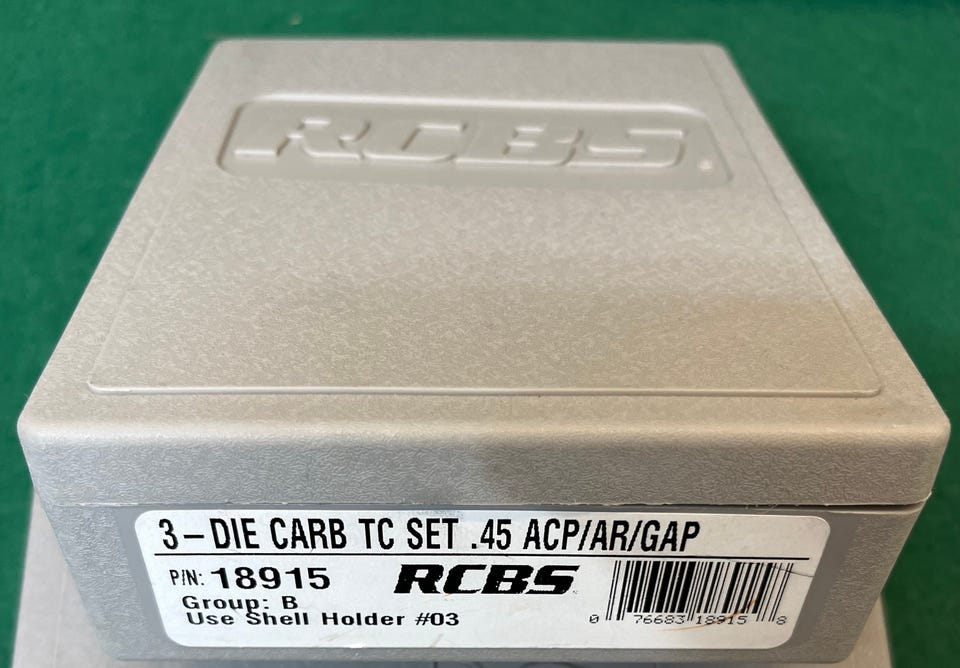 RCBS.
3-DIE CARB TC SET .45 ACP/AR/GAP
P/N: 18915
RCBS
Group: B
Use Shell Holder #03
0 76683 18915 8